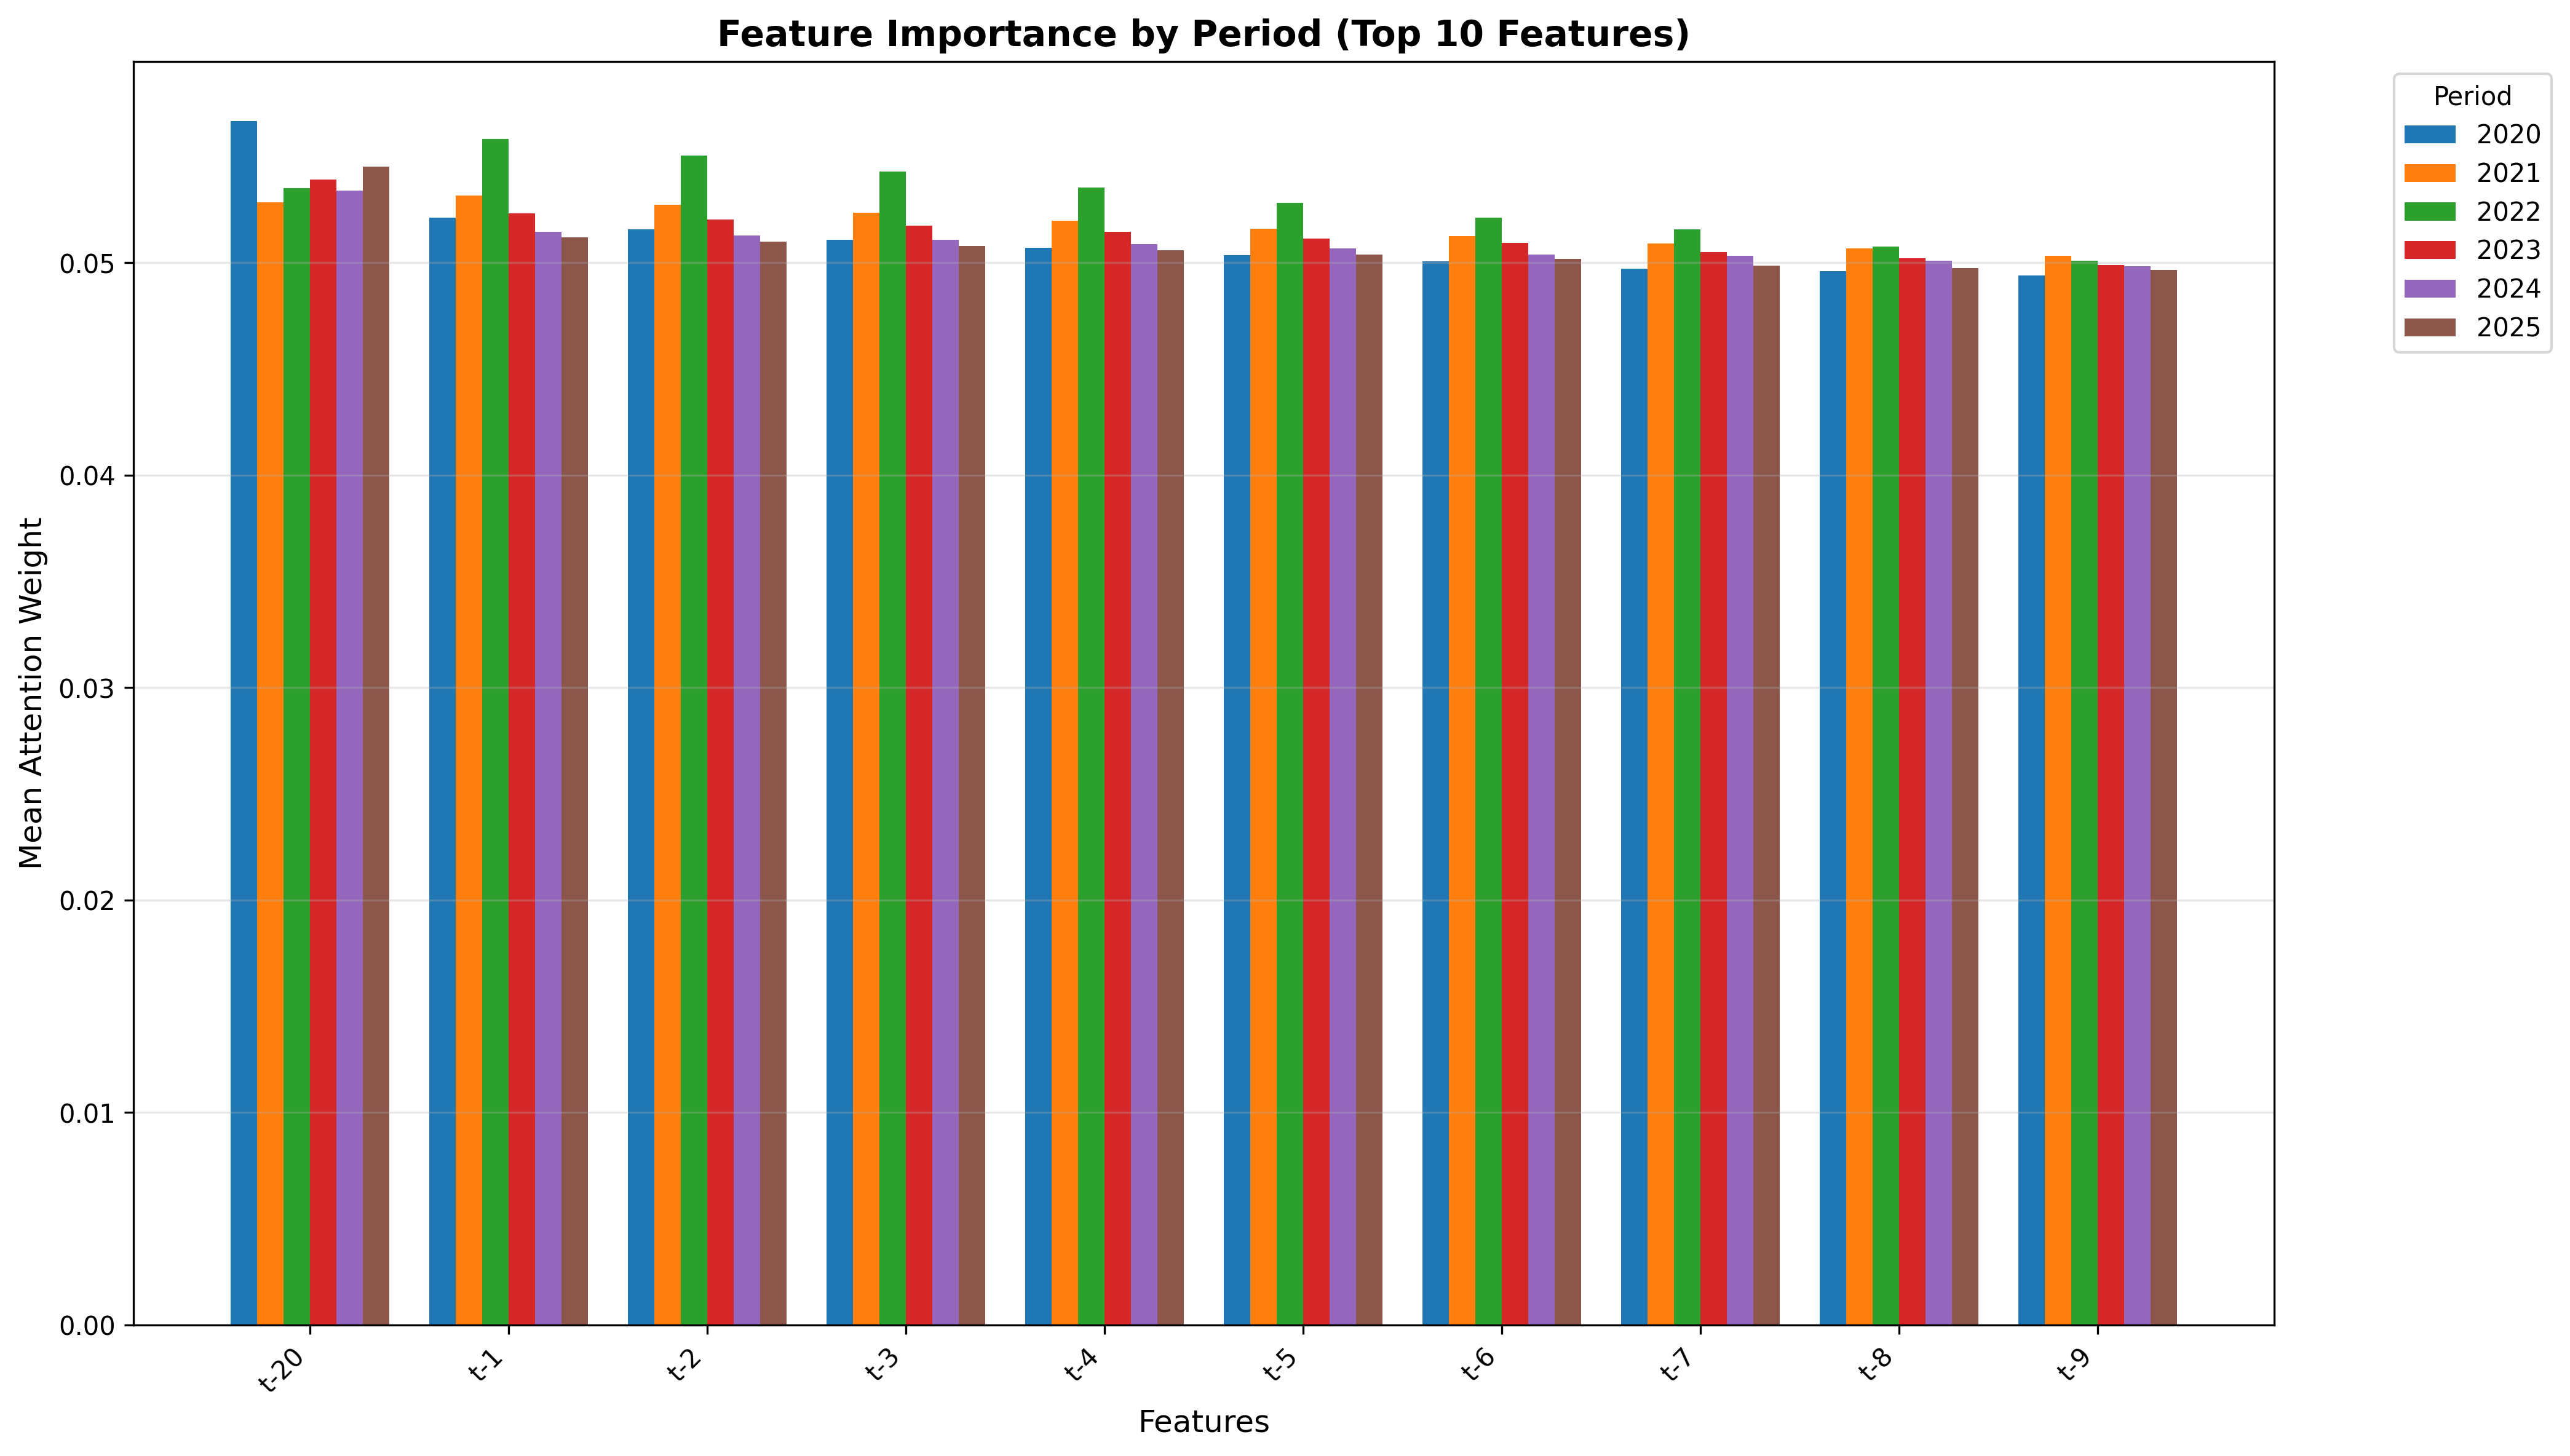 Feature Importance by Period (Top 10 Features)
Period
2020
2021
2022
2023
2024
2025
Mean Attention Weight
0.05
0.04
0.03
0.02
0.01
0.00
t-20
t-1
t-2
t-3
t-4
t-5
t-6
t-7
t-8
t-9
Features